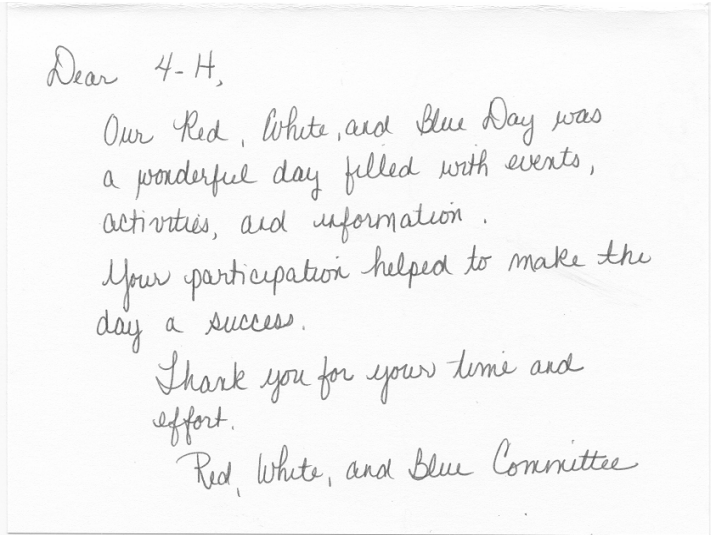 Dear 4-H,
Our Red, White, and Blue Day was
a wonderful day filled with events,
activities, and information.
Your participation helped to make the
day a success.
Thank you for your time and
effort.
Red, White, and Blue Committee